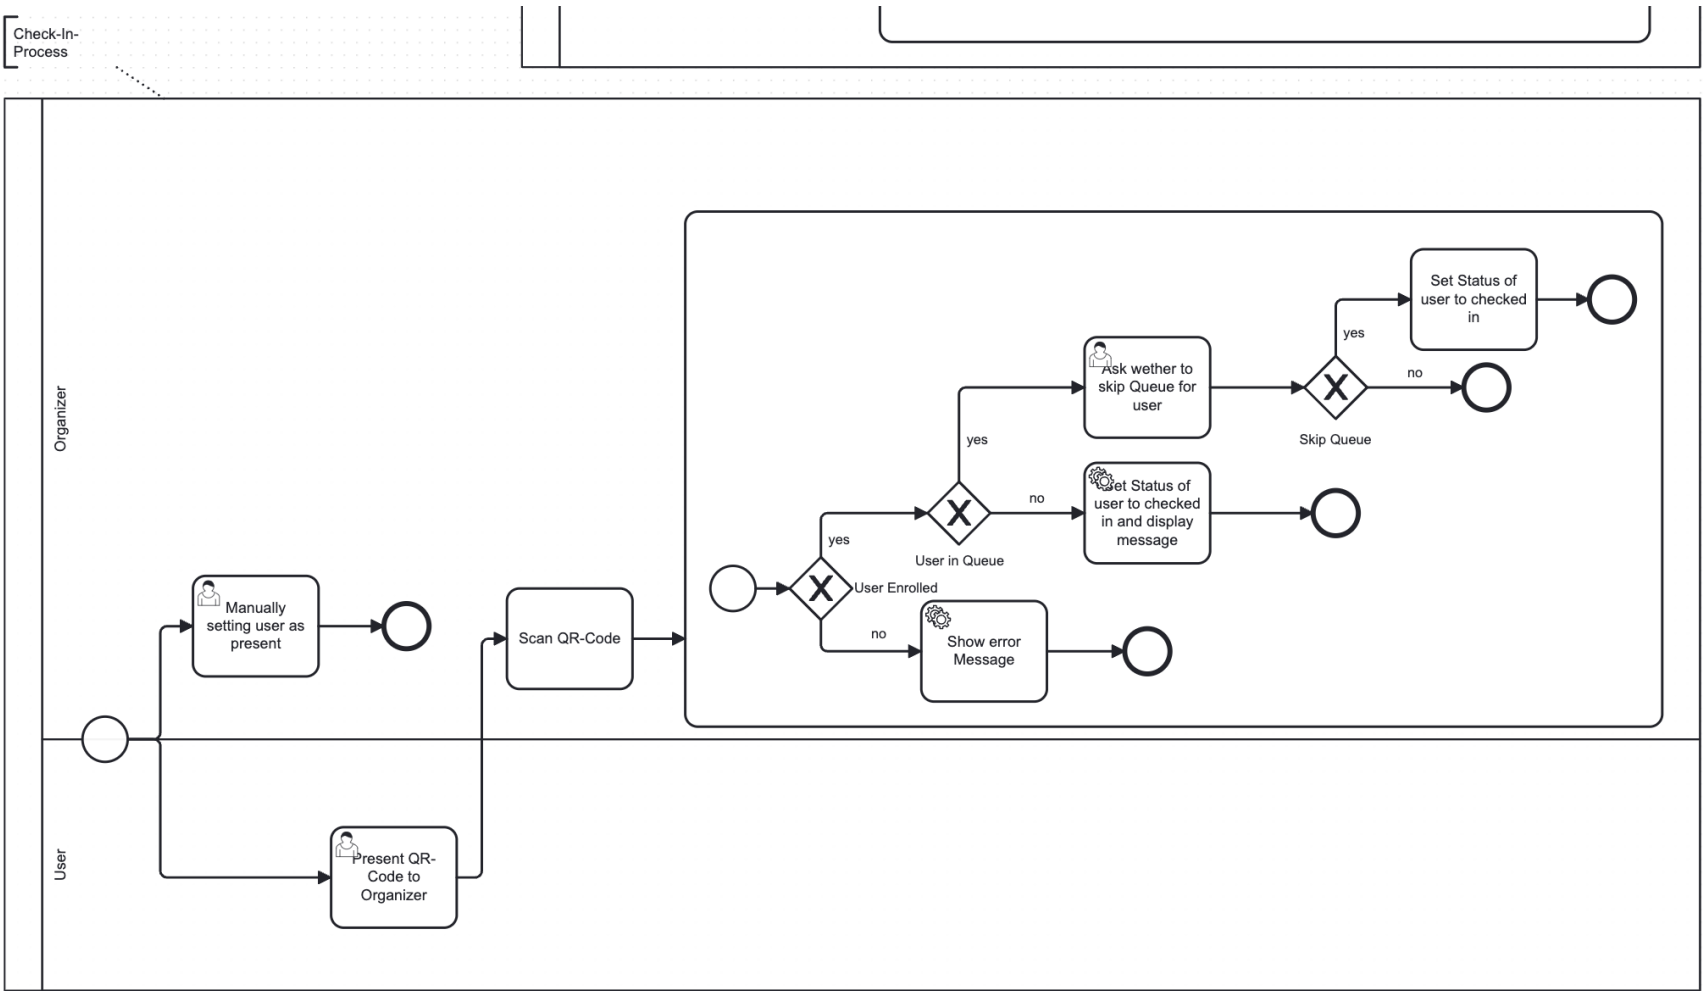 Check-In-
Process
Organizer
User
Manually
setting user as
present
Present QR-
Code to
Organizer
Scan QR-Code
User Enrolled
yes
no
Show error
Message
User in Queue
yes
no
Set Status of
user to checked
in and display
message
Ask wether to
skip Queue for
user
Skip Queue
yes
no
Set Status of
user to checked
in